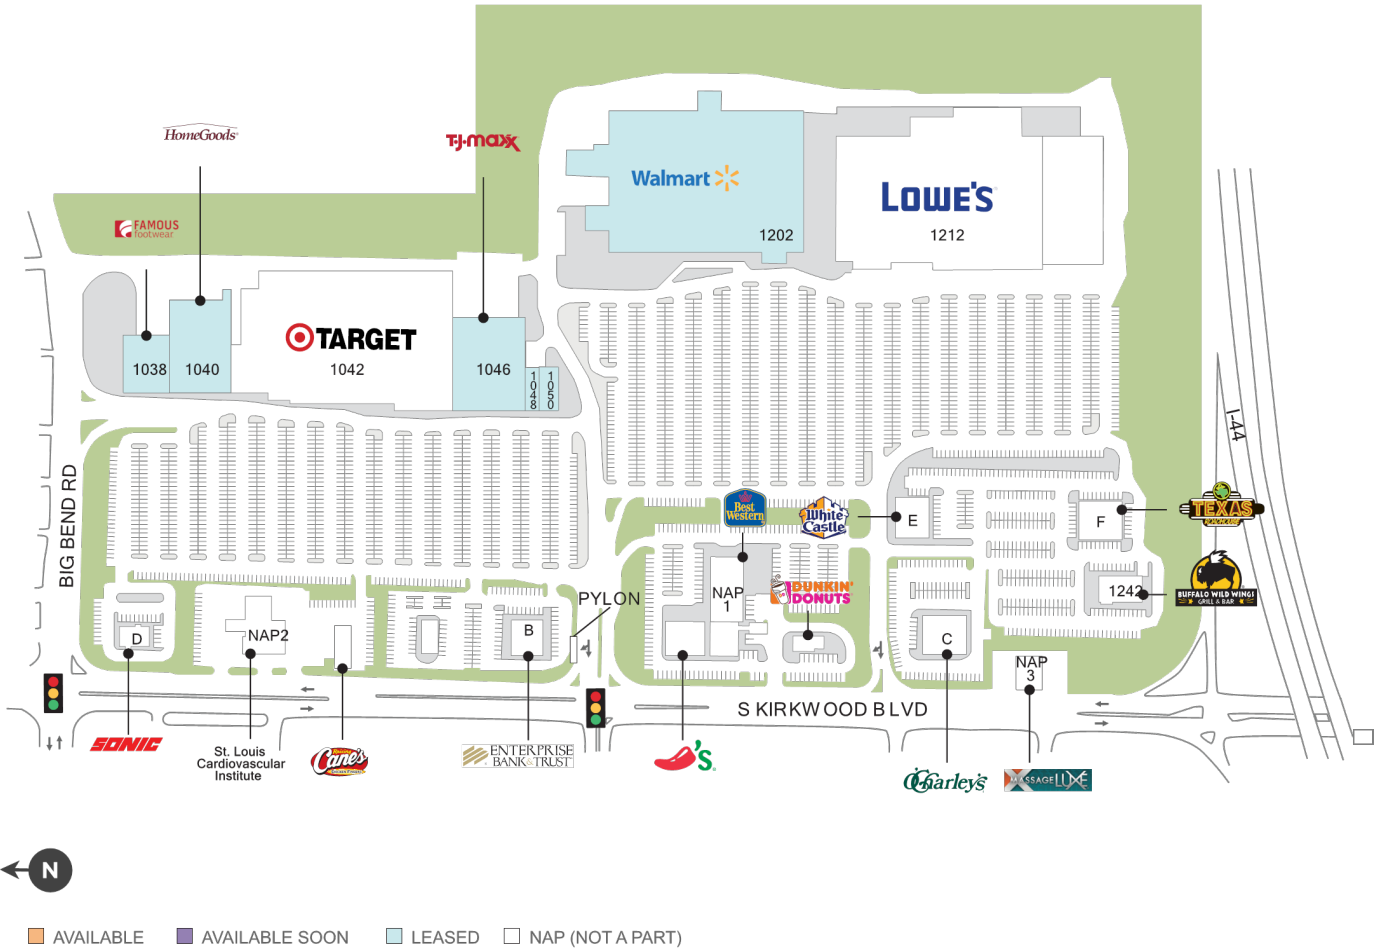 HomeGoods
T·J·maxx
FAMOUS
footwear
Walmart
1202
LOWE'S
1212
TARGET
1038
1040
1042
1046
1048
1050
I-44
BIG BEND RD
Best
Western
White
Castle
E
F
TEXAS
ROADHOUSE
NAP
1
DUNKIN'
DONUTS
1242
BUFFALO WILD WINGS
GRILL & BAR
PYLON
D
NAP2
B
C
NAP
3
S KIRKWOOD BLVD
SONIC
St. Louis
Cardiovascular
Institute
Raising
Cane's
CHICKEN FINGERS
ENTERPRISE
BANK & TRUST
'S
O'Charley's
MASSAGE LUXÉ
N
AVAILABLE
AVAILABLE SOON
LEASED
NAP (NOT A PART)